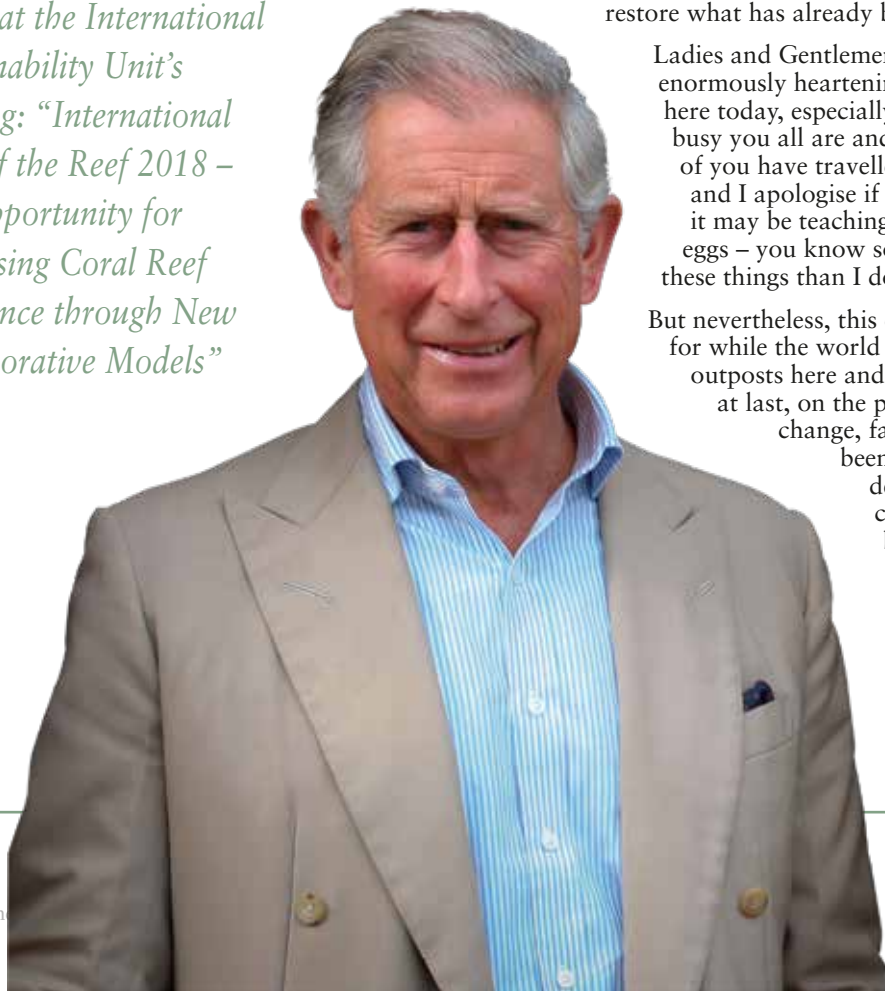 at the International
nability Unit's
g: “International
f the Reef 2018 –
pportunity for
sing Coral Reef
nce through New
orative Models”
restore what has already b
Ladies and Gentlemen
enormously heartenin
here today, especially
busy you all are and
of you have travelle
and I apologise if
it may be teaching
eggs – you know so
these things than I do
But nevertheless, this
for while the world
outposts here and
at last, on the p
change, fa
been
de
c